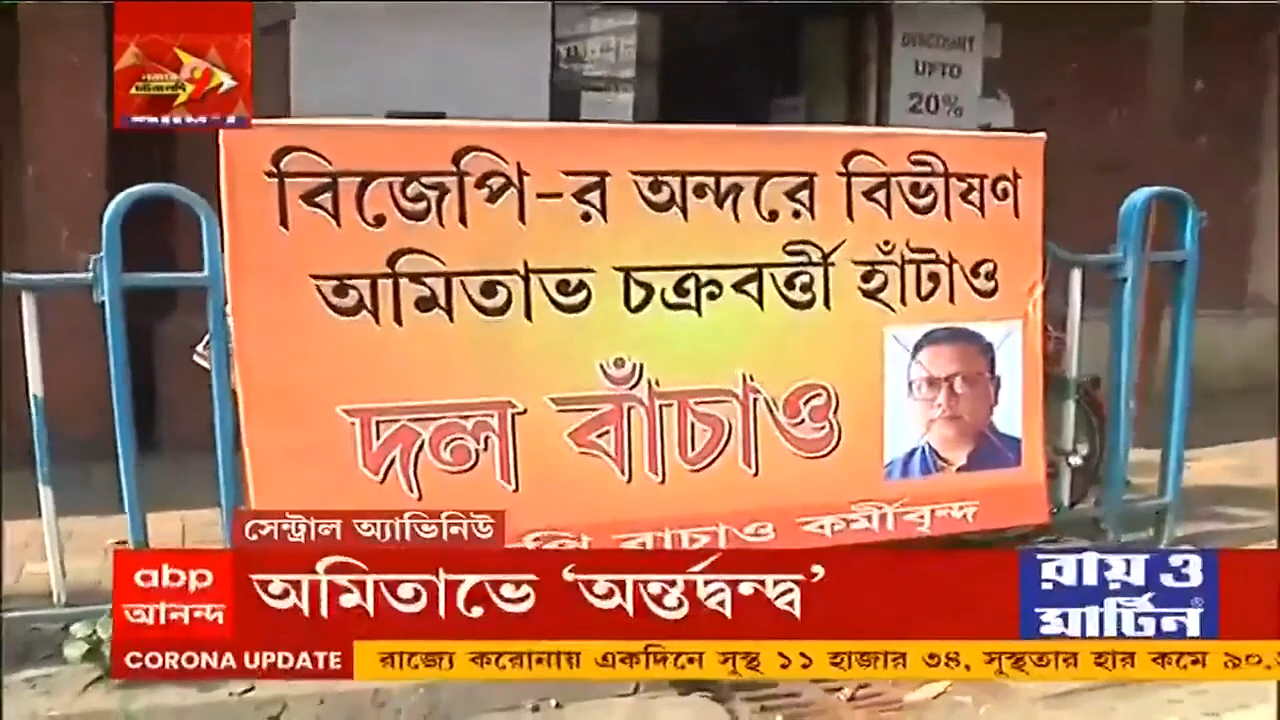 DISCOUNT
UPTO
20%
বিজেপি-র অন্দরে বিভীষণ
অমিতাভ চক্রবর্ত্তী হাঁটাও
দল বাঁচাও
বাচাও কর্মীবৃন্দ
সেন্ট্রাল অ্যাভিনিউ
abp
আনন্দ
অমিতাভে ‘অন্তর্দ্বন্দ্ব’
রায় ও
মার্টিন®
CORONA UPDATE
রাজ্যে করোনায় একদিনে সুস্থ ১১ হাজার ৩৪, সুস্থতার হার কমে ৯০.